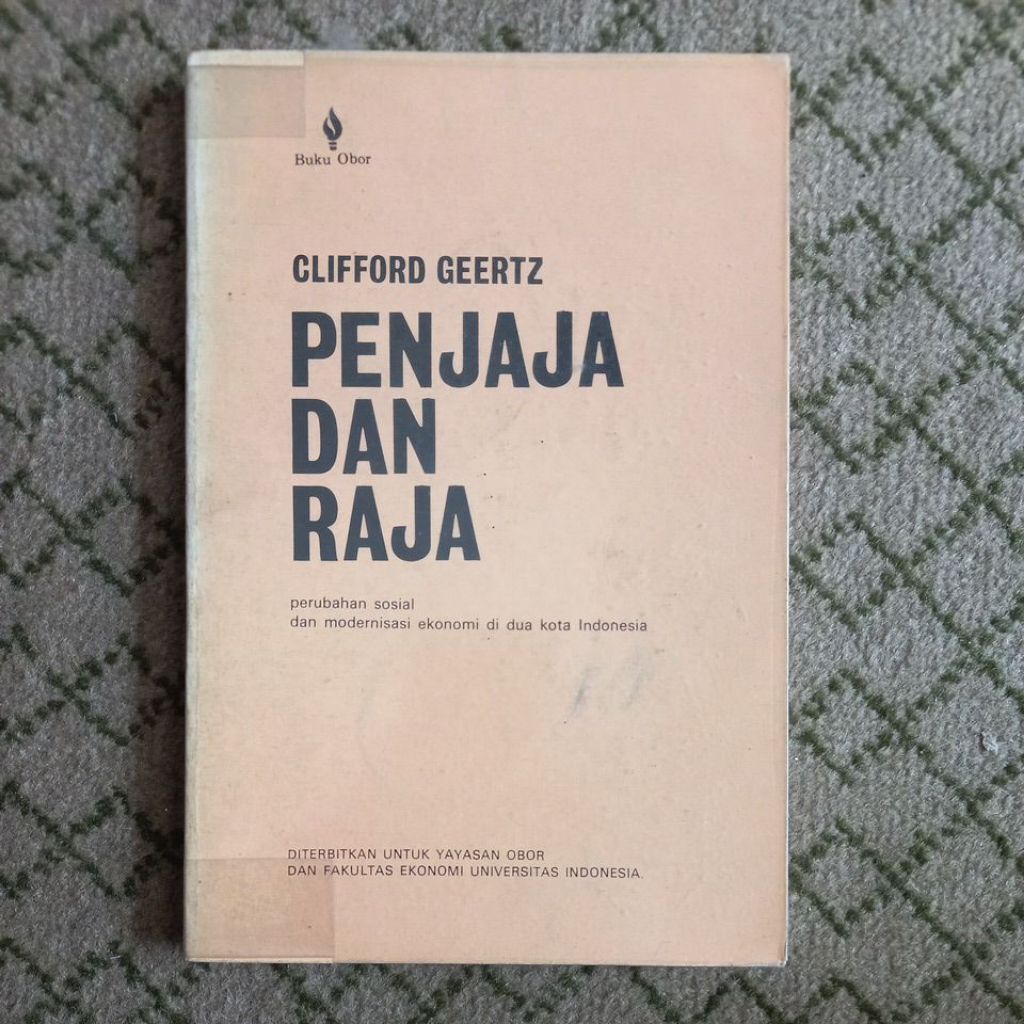 Buku Obor
CLIFFORD GEERTZ
PENJAJA
DAN
RAJA
perubahan sosial
dan modernisasi ekonomi di dua kota Indonesia
DITERBITKAN UNTUK YAYASAN OBOR
DAN FAKULTAS EKONOMI UNIVERSITAS INDONESIA.